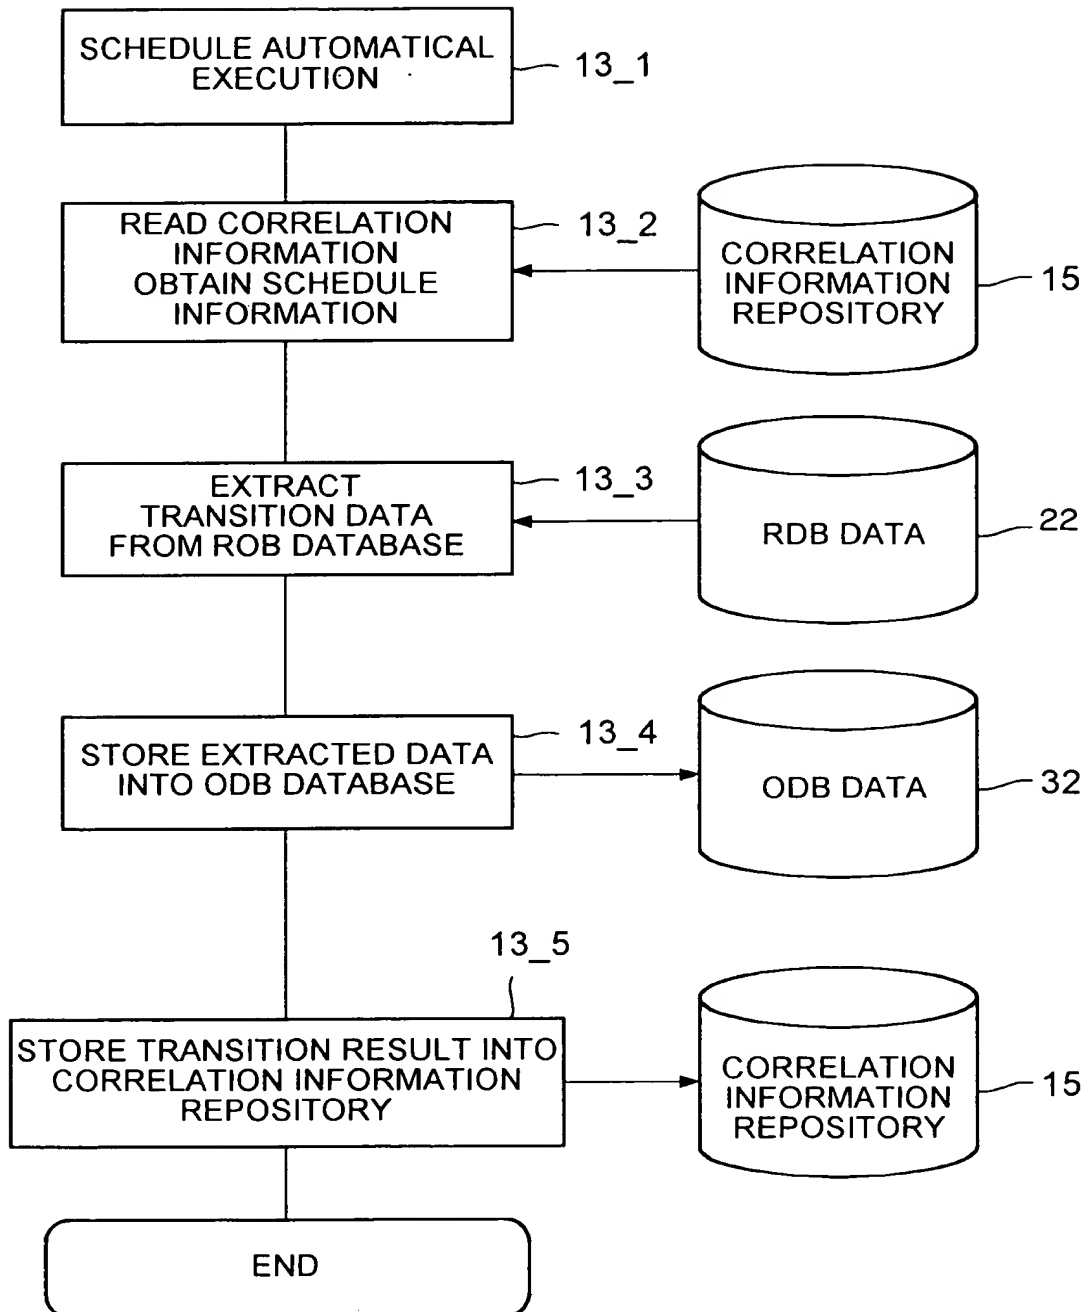 SCHEDULE AUTOMATICAL
EXECUTION
13_1
READ CORRELATION
INFORMATION
OBTAIN SCHEDULE
INFORMATION
13_2
CORRELATION
INFORMATION
REPOSITORY
15
EXTRACT
TRANSITION DATA
FROM ROB DATABASE
13_3
RDB DATA
22
STORE EXTRACTED DATA
INTO ODB DATABASE
13_4
ODB DATA
32
13_5
STORE TRANSITION RESULT INTO
CORRELATION INFORMATION
REPOSITORY
CORRELATION
INFORMATION
REPOSITORY
15
END